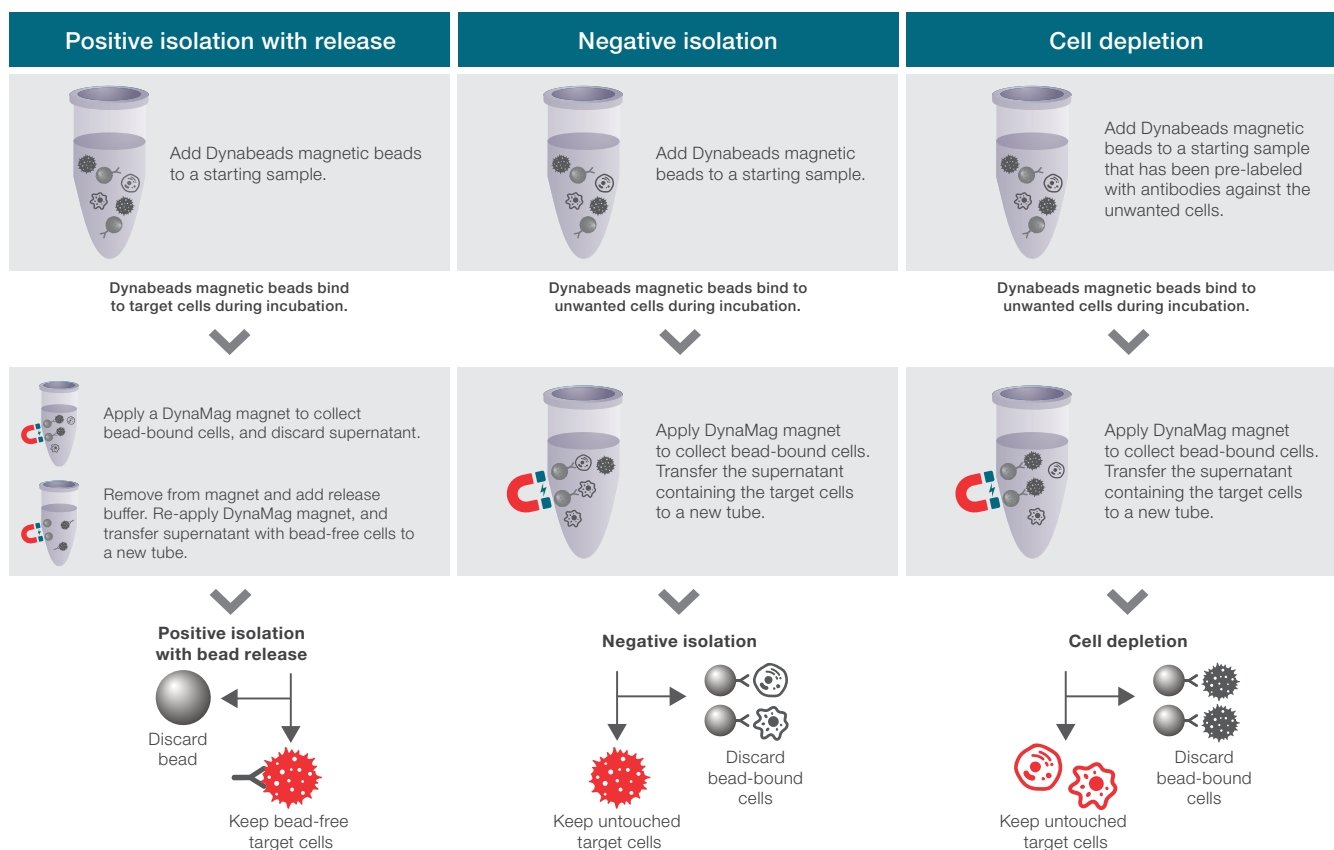 Positive isolation with release
Add Dynabeads magnetic beads
to a starting sample.
Dynabeads magnetic beads bind
to target cells during incubation.
Apply a DynaMag magnet to collect
bead-bound cells, and discard supernatant.
Remove from magnet and add release
buffer. Re-apply DynaMag magnet, and
transfer supernatant with bead-free cells to
a new tube.
Positive isolation
with bead release
Discard
bead
Keep bead-free
target cells
Negative isolation
Add Dynabeads magnetic
beads to a starting sample.
Dynabeads magnetic beads bind to
unwanted cells during incubation.
Apply DynaMag magnet
to collect bead-bound cells.
Transfer the supernatant
containing the target cells
to a new tube.
Negative isolation
Discard
bead-bound
cells
Keep untouched
target cells
Cell depletion
Add Dynabeads magnetic
beads to a starting sample
that has been pre-labeled
with antibodies against the
unwanted cells.
Dynabeads magnetic beads bind to
unwanted cells during incubation.
Apply DynaMag magnet
to collect bead-bound cells.
Transfer the supernatant
containing the target cells
to a new tube.
Cell depletion
Discard
bead-bound
cells
Keep untouched
target cells